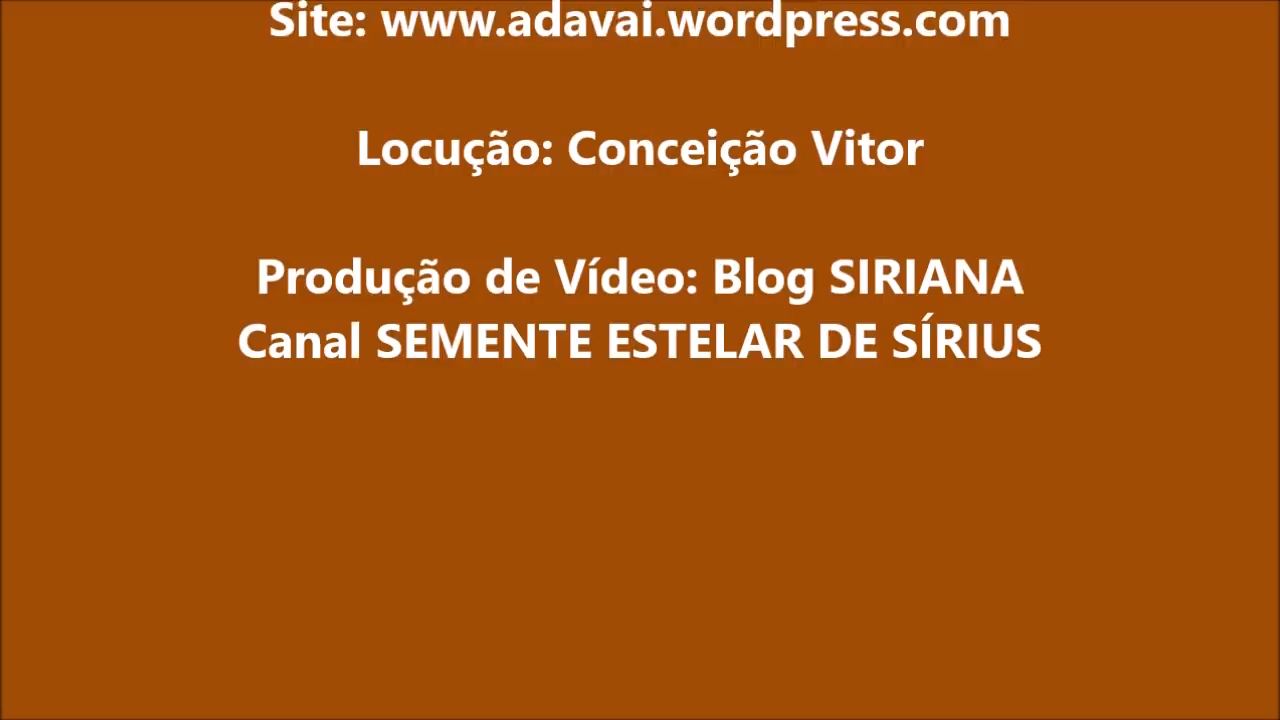 Site: www.adavai.wordpress.com
Locução: Conceição Vitor
Produção de Vídeo: Blog SIRIANA
Canal SEMENTE ESTELAR DE SÍRIUS